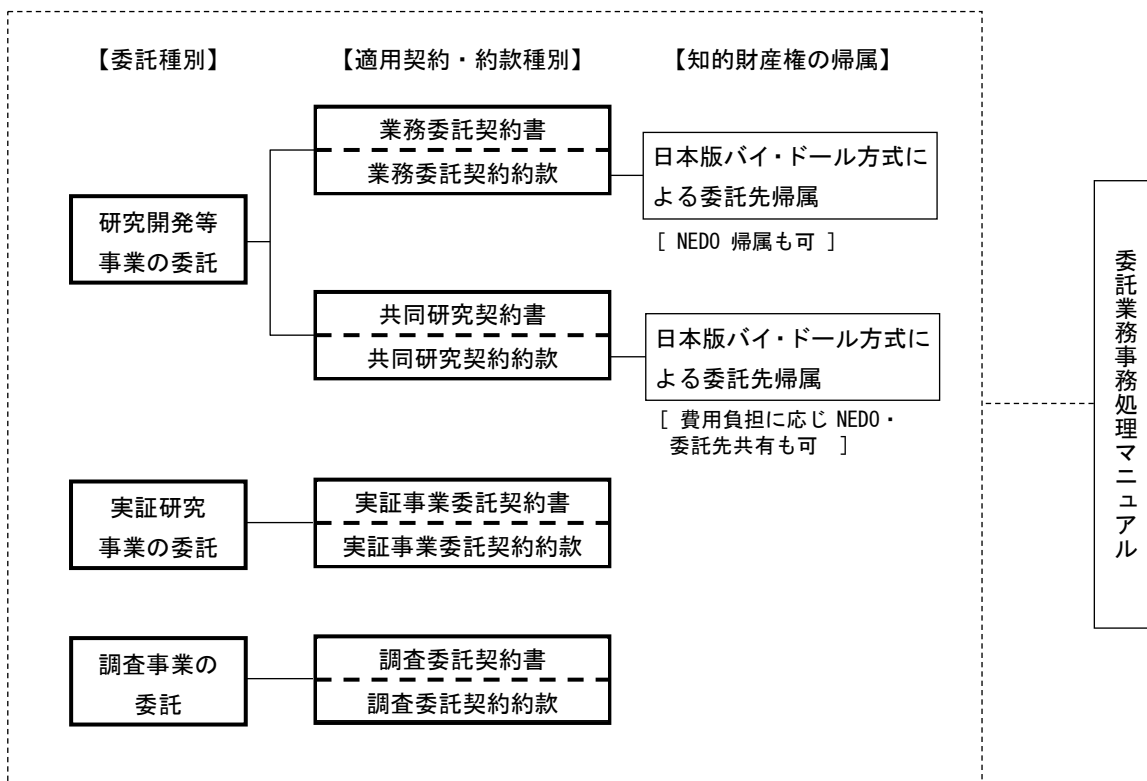 【委託種別】
【適用契約・約款種別】
【知的財産権の帰属】
研究開発等
事業の委託
業務委託契約書
業務委託契約約款
日本版バイ・ドール方式に
よる委託先帰属
[ NEDO 帰属も可 ]
共同研究契約書
共同研究契約約款
日本版バイ・ドール方式に
よる委託先帰属
[ 費用負担に応じ NEDO・
委託先共有も可 ]
実証研究
事業の委託
実証事業委託契約書
実証事業委託契約約款
調査事業の
委託
調査委託契約書
調査委託契約約款
委託業務事務処理マニュアル